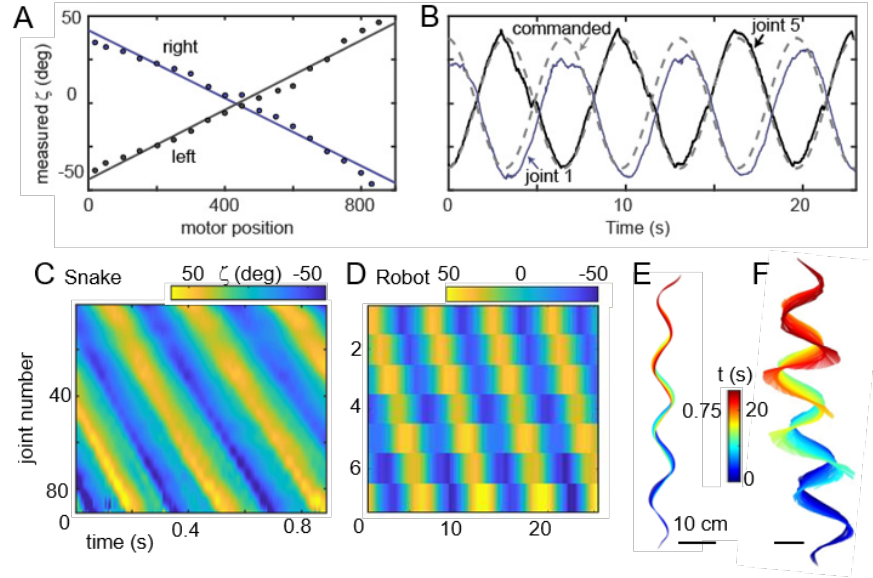 A
B
50
0
-50
measured ζ (deg)
right
left
0
200
400
600
800
motor position
commanded
joint 5
joint 1
0
10
20
Time (s)
C Snake
50 ζ (deg) -50
D Robot
50 0 -50
E
F
joint number
40
80
0
0.4
0.8
time (s)
2
4
6
0
10
20
t (s)
0.75
20
0
10 cm